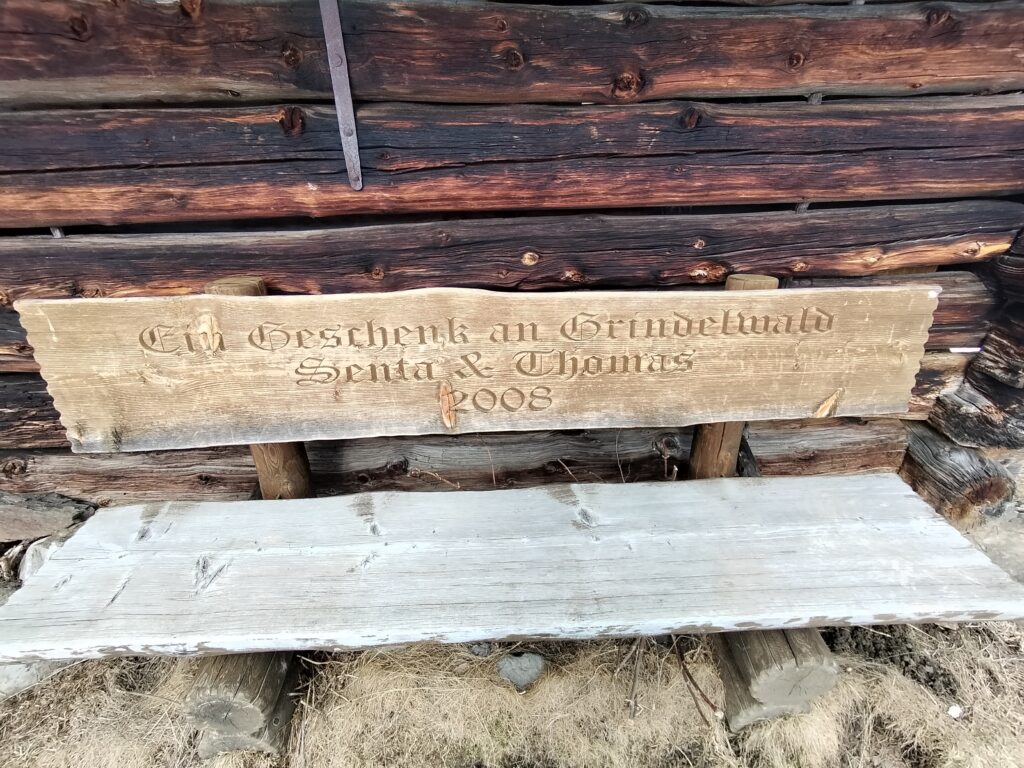 Ein Geschenk an Grindelwald
Senta & Thomas
2008